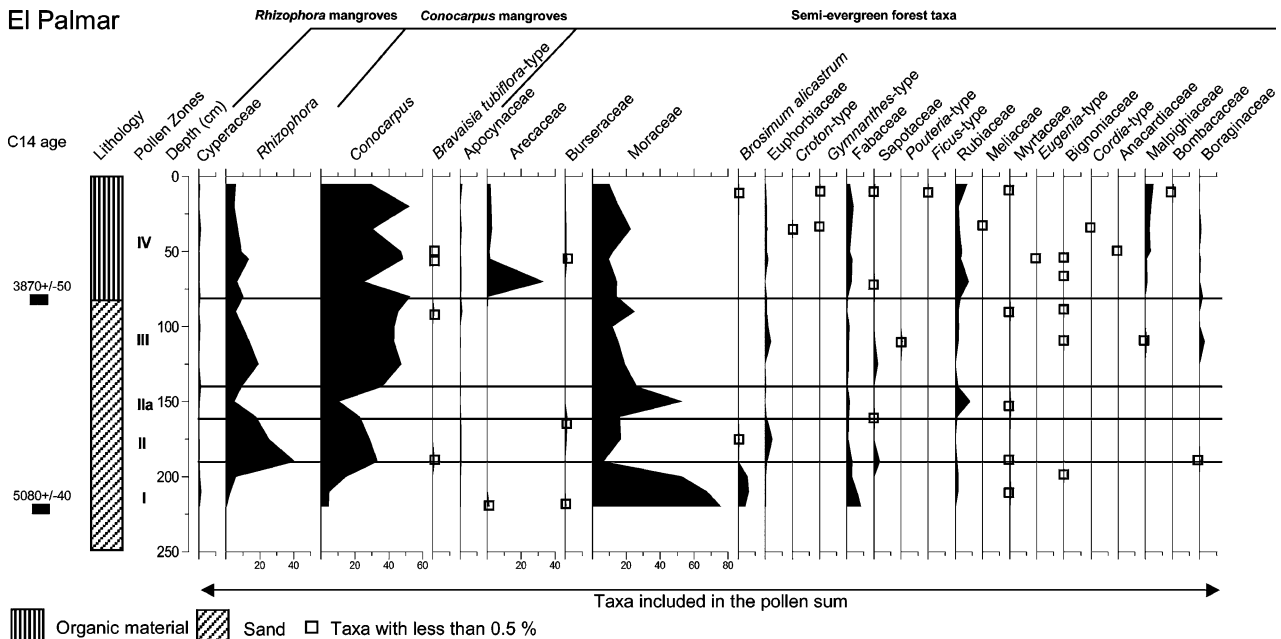 El Palmar
Rhizophora mangroves
Conocarpus mangroves
Semi-evergreen forest taxa
C14 age
Lithology
Pollen Zones
Depth (cm)
Cyperaceae
Rhizophora
Conocarpus
Bravaisia tubiflora-type
Apocynaceae
Arecaceae
Burseraceae
Moraceae
Brosimum alicastrum
Euphorbiaceae
Croton-type
Gymnanthes-type
Fabaceae
Sapotaceae
Pouteria-type
Ficus-type
Rubiaceae
Meliaceae
Myrtaceae
Eugenia-type
Bignoniaceae
Cordia-type
Anacardiaceae
Malpighiaceae
Bombacaceae
Boraginaceae
0
50
100
150
200
250
IV
III
IIa
II
I
3870+/-50
5080+/-40
20 40
20 40 60
20 40
20 40 60 80
Taxa included in the pollen sum
Organic material
Sand
Taxa with less than 0.5 %